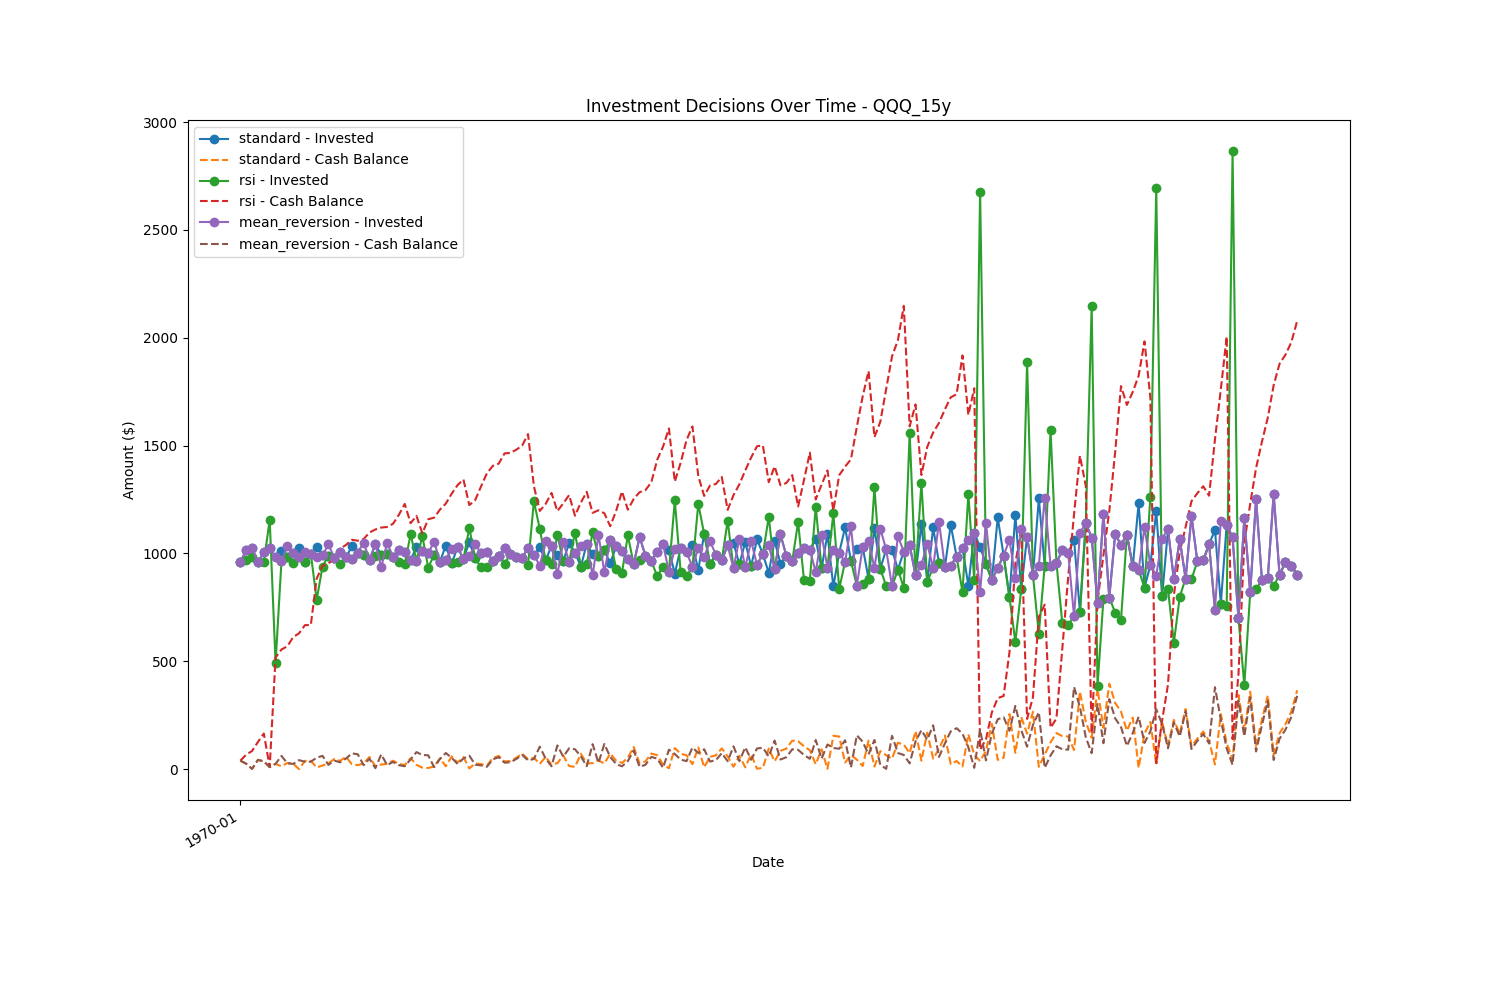 Investment Decisions Over Time - QQQ_15y
3000
2500
2000
1500
1000
500
0
Amount ($)
standard - Invested
standard - Cash Balance
rsi - Invested
rsi - Cash Balance
mean_reversion - Invested
mean_reversion - Cash Balance
1970-01
Date